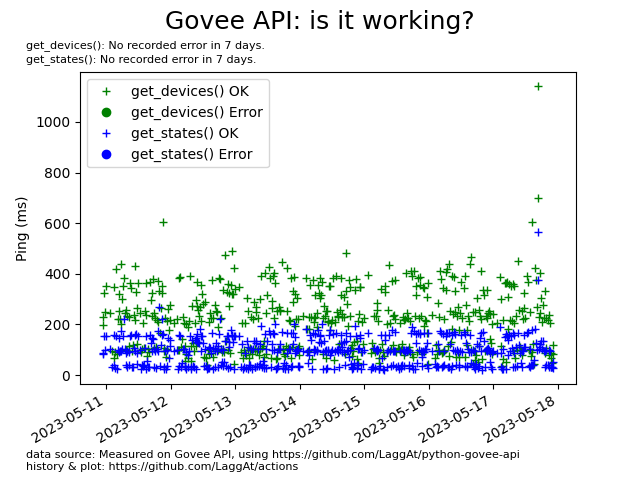 Govee API: is it working?
get_devices(): No recorded error in 7 days.
get_states(): No recorded error in 7 days.
get_devices() OK
get_devices() Error
get_states() OK
get_states() Error
Ping (ms)
1000
800
600
400
200
0
2023-05-11
2023-05-12
2023-05-13
2023-05-14
2023-05-15
2023-05-16
2023-05-17
2023-05-18
data source: Measured on Govee API, using https://github.com/LaggAt/python-govee-api
history & plot: https://github.com/LaggAt/actions